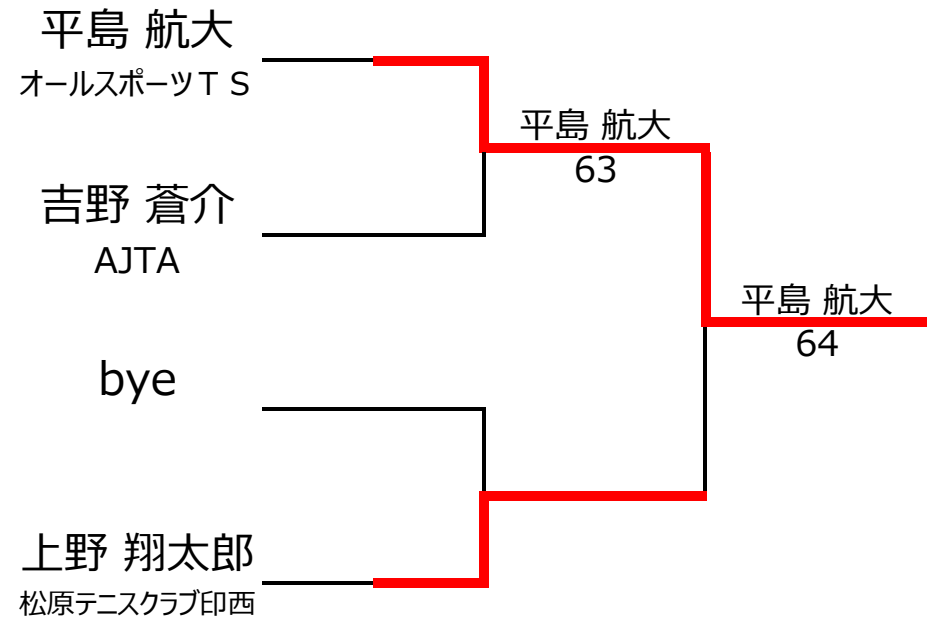 平島 航大
オールスポーツＴＳ
平島 航大
63
吉野 蒼介
AJTA
平島 航大
64
bye
上野 翔太郎
松原テニスクラブ印西